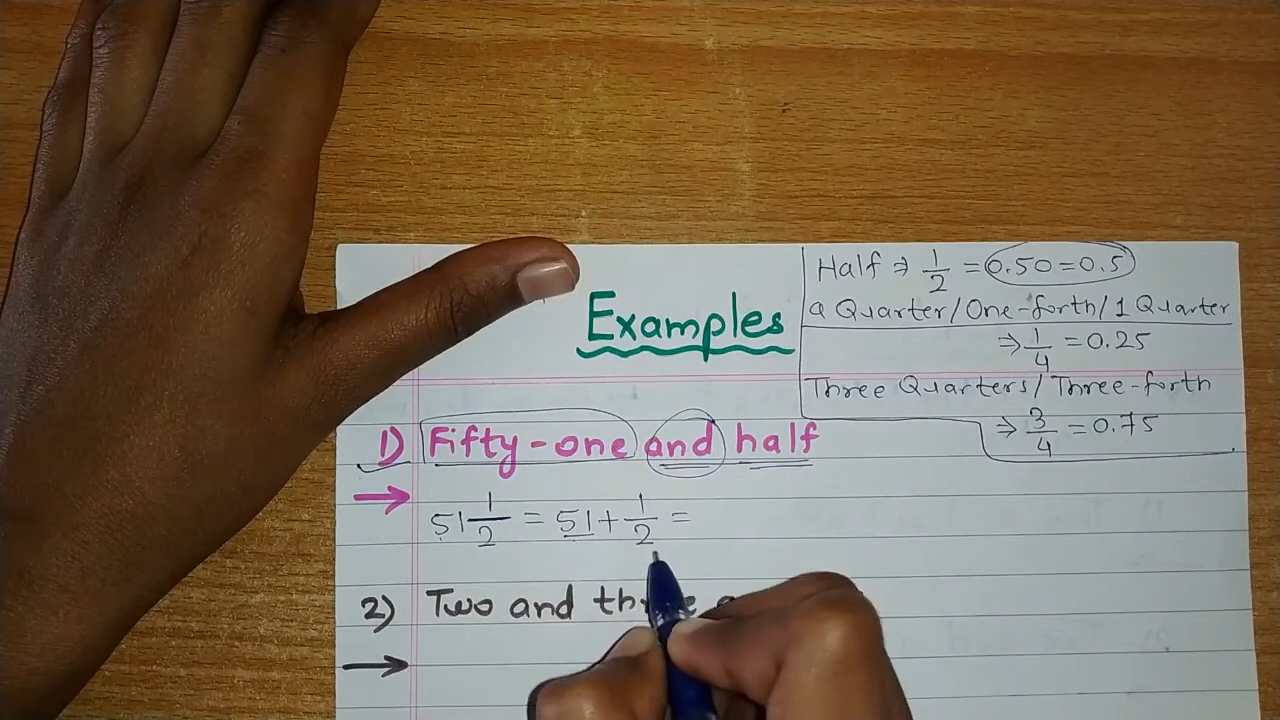 Examples
Half ⇒ 1/2 = 0.50 = 0.5
a Quarter/One-forth/1 Quarter
⇒ 1/4 = 0.25
Three Quarters/Three-forth
⇒ 3/4 = 0.75
1) Fifty-one and half
→ 51 1/2 = 51 + 1/2 =
2) Two and
→